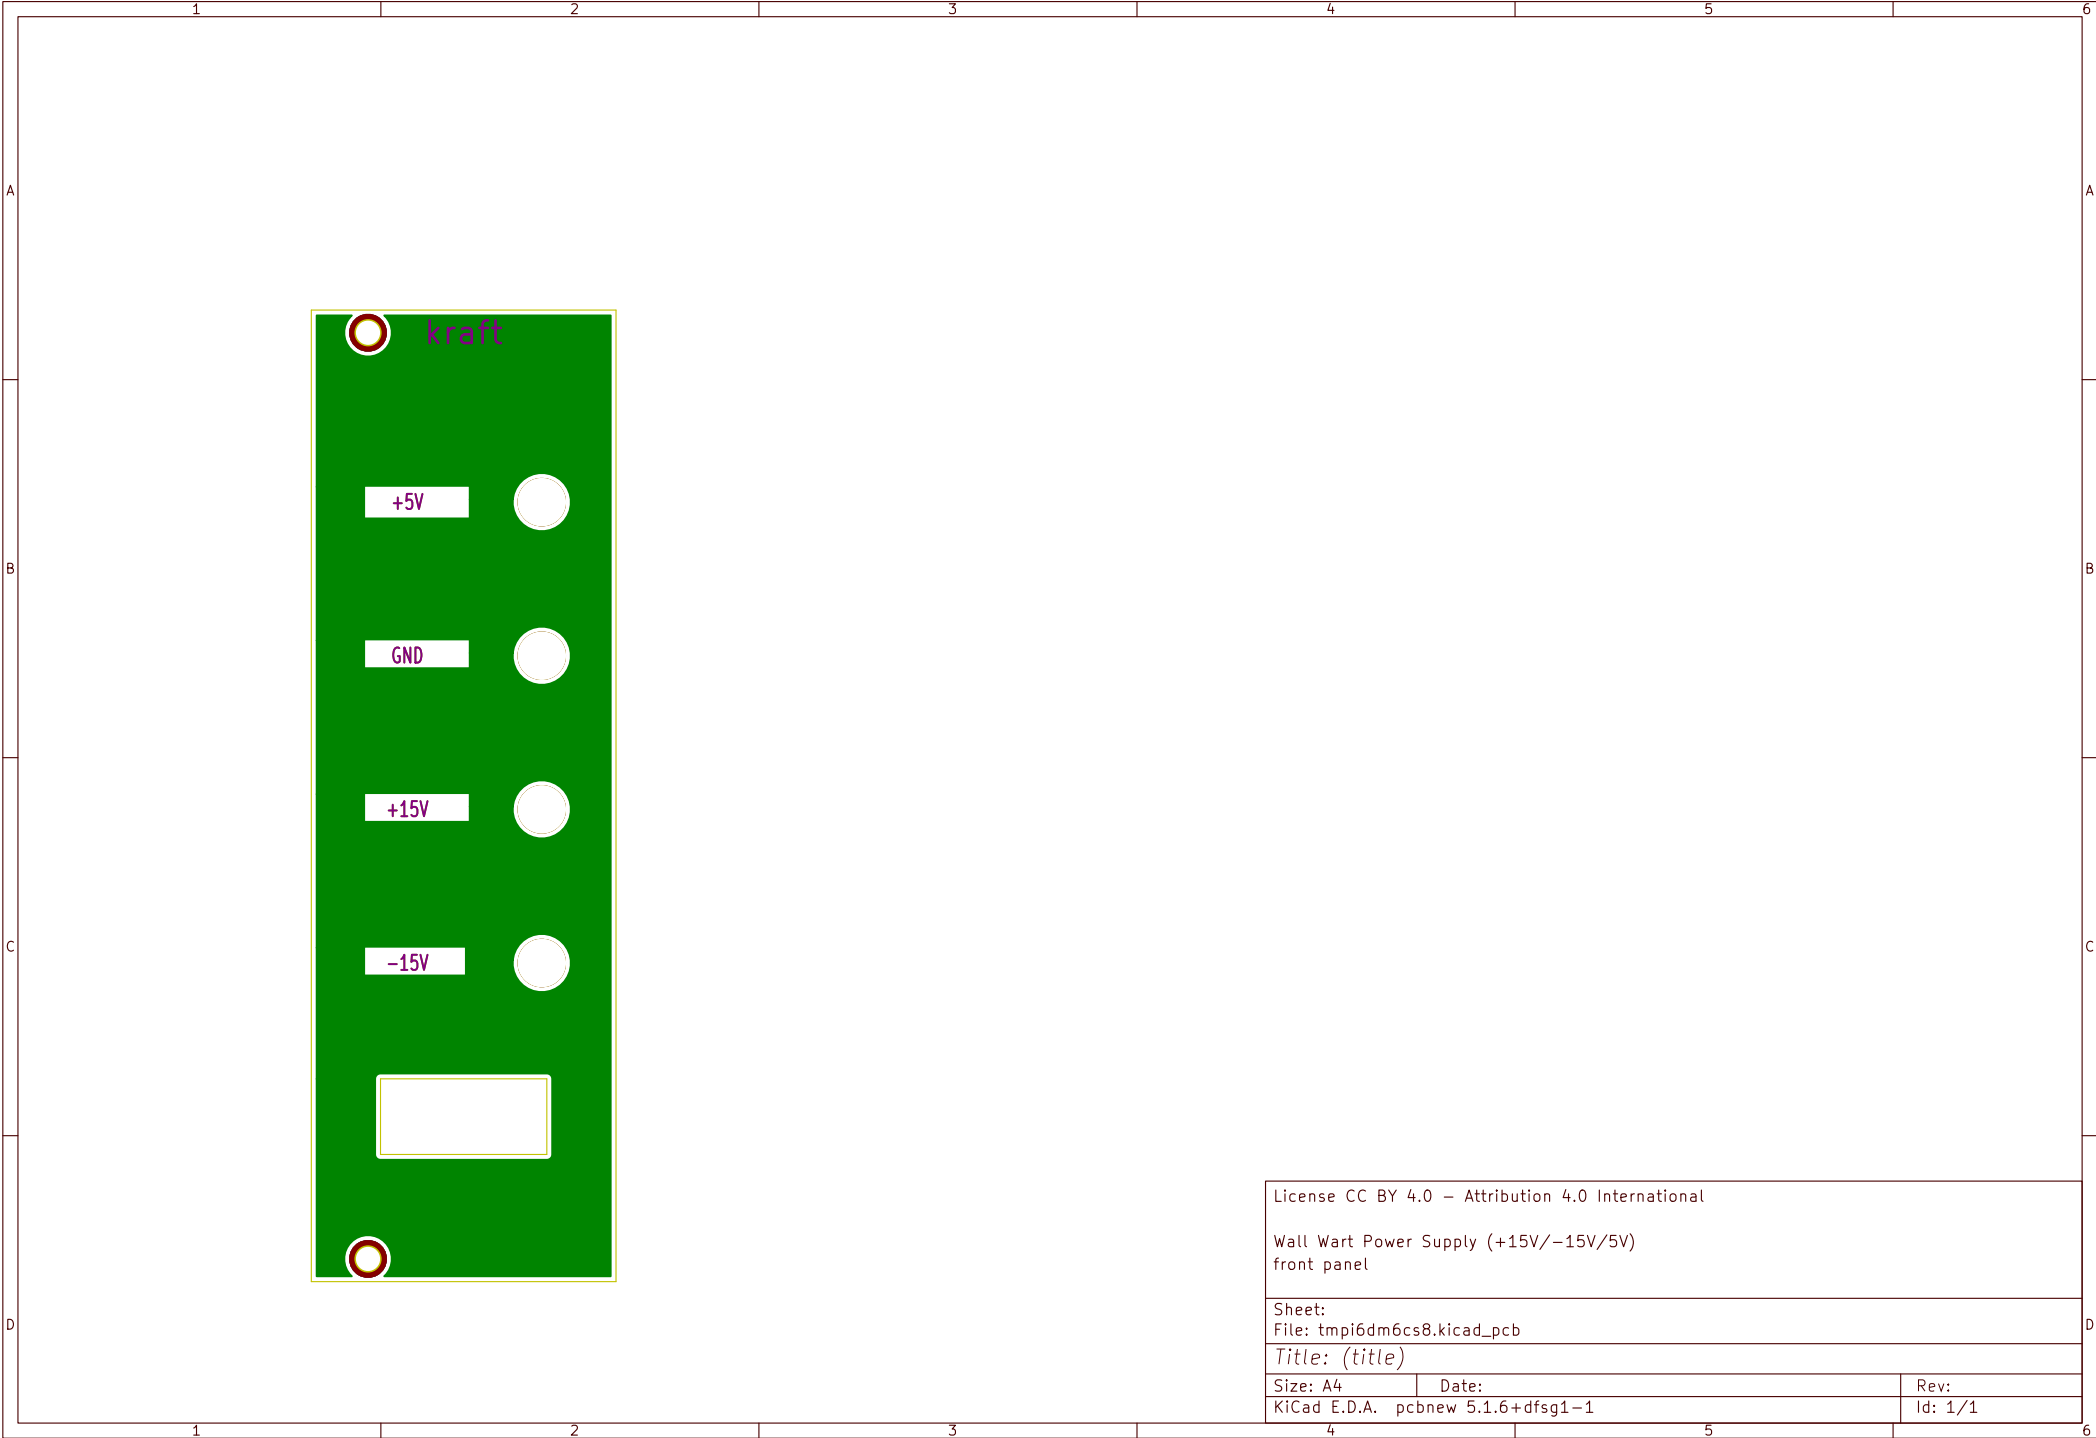 1 2 3 4 5 6
A A
kraft
+5V
B B
GND
+15V
C C
-15V
License CC BY 4.0 - Attribution 4.0 International
Wall Wart Power Supply (+15V/-15V/5V)
front panel
Sheet:
File: tmpi6dm6cs8.kicad_pcb
D D
Title: (title)
Size: A4 Date: Rev:
KiCad E.D.A. pcbnew 5.1.6+dfsg1-1 Id: 1/1
1 2 3 4 5 6